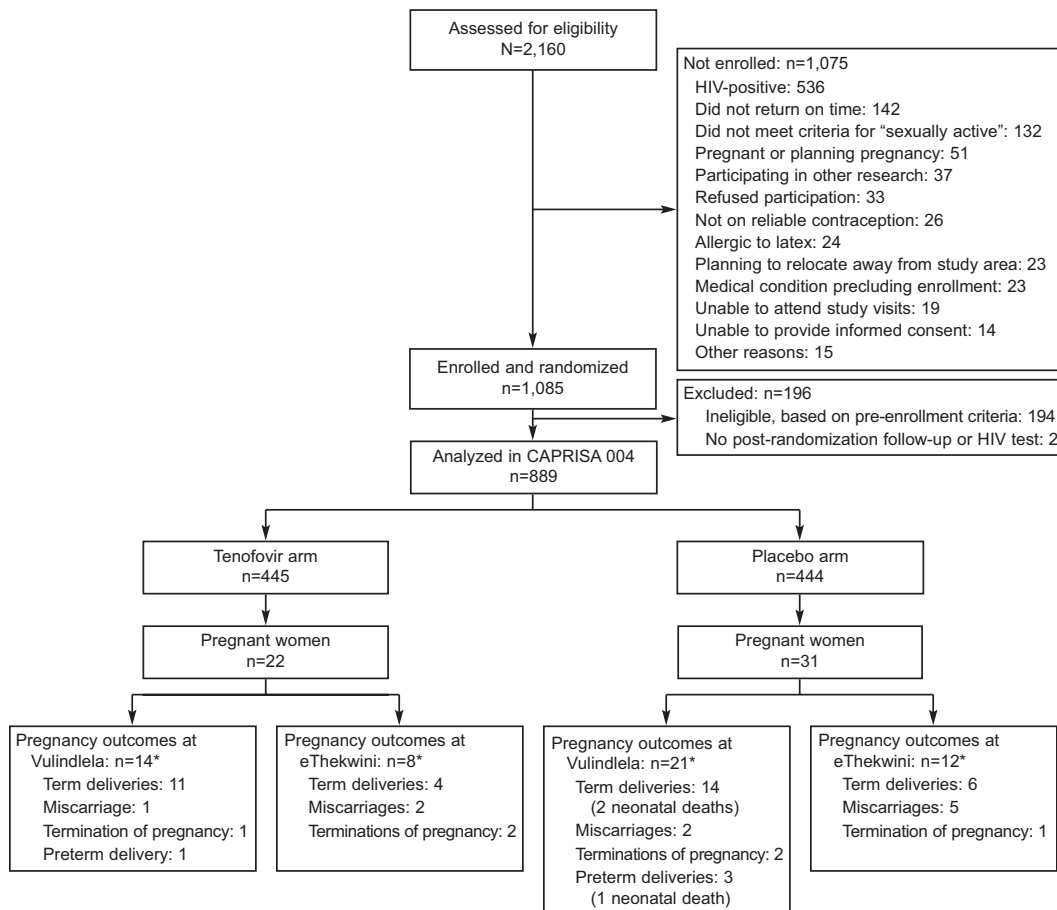 Assessed for eligibility
N=2,160
Not enrolled: n=1,075
HIV-positive: 536
Did not return on time: 142
Did not meet criteria for “sexually active”: 132
Pregnant or planning pregnancy: 51
Participating in other research: 37
Refused participation: 33
Not on reliable contraception: 26
Allergic to latex: 24
Planning to relocate away from study area: 23
Medical condition precluding enrollment: 23
Unable to attend study visits: 19
Unable to provide informed consent: 14
Other reasons: 15
Enrolled and randomized
n=1,085
Excluded: n=196
Ineligible, based on pre-enrollment criteria: 194
No post-randomization follow-up or HIV test: 2
Analyzed in CAPRISA 004
n=889
Tenofovir arm
n=445
Placebo arm
n=444
Pregnant women
n=22
Pregnant women
n=31
Pregnancy outcomes at
Vulindlela: n=14*
Term deliveries: 11
Miscarriage: 1
Termination of pregnancy: 1
Preterm delivery: 1
Pregnancy outcomes at
eThekwini: n=8*
Term deliveries: 4
Miscarriages: 2
Terminations of pregnancy: 2
Pregnancy outcomes at
Vulindlela: n=21*
Term deliveries: 14
(2 neonatal deaths)
Miscarriages: 2
Terminations of pregnancy: 2
Preterm deliveries: 3
(1 neonatal death)
Pregnancy outcomes at
eThekwini: n=12*
Term deliveries: 6
Miscarriages: 5
Termination of pregnancy: 1